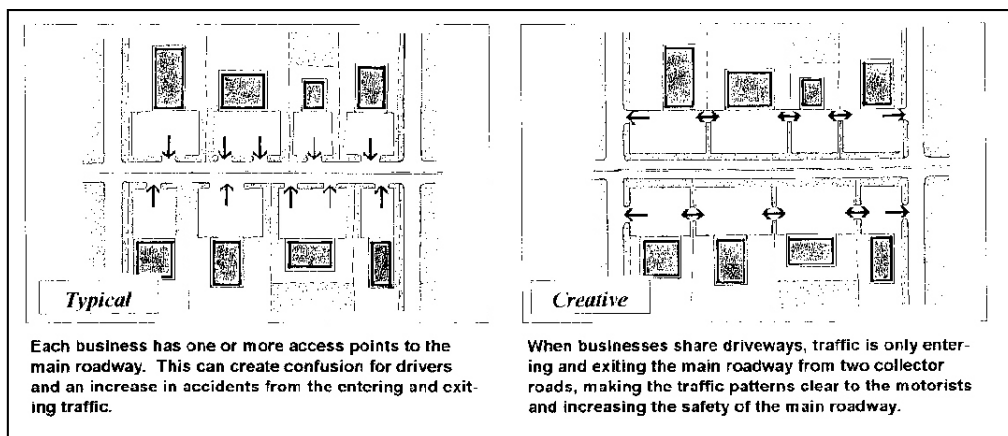 Typical
Each business has one or more access points to the
main roadway.  This can create confusion for drivers
and an increase in accidents from the entering and exit-
ing traffic.
Creative
When businesses share driveways, traffic is only enter-
ing and exiting the main roadway from two collector
roads, making the traffic patterns clear to the motorists
and increasing the safety of the main roadway.